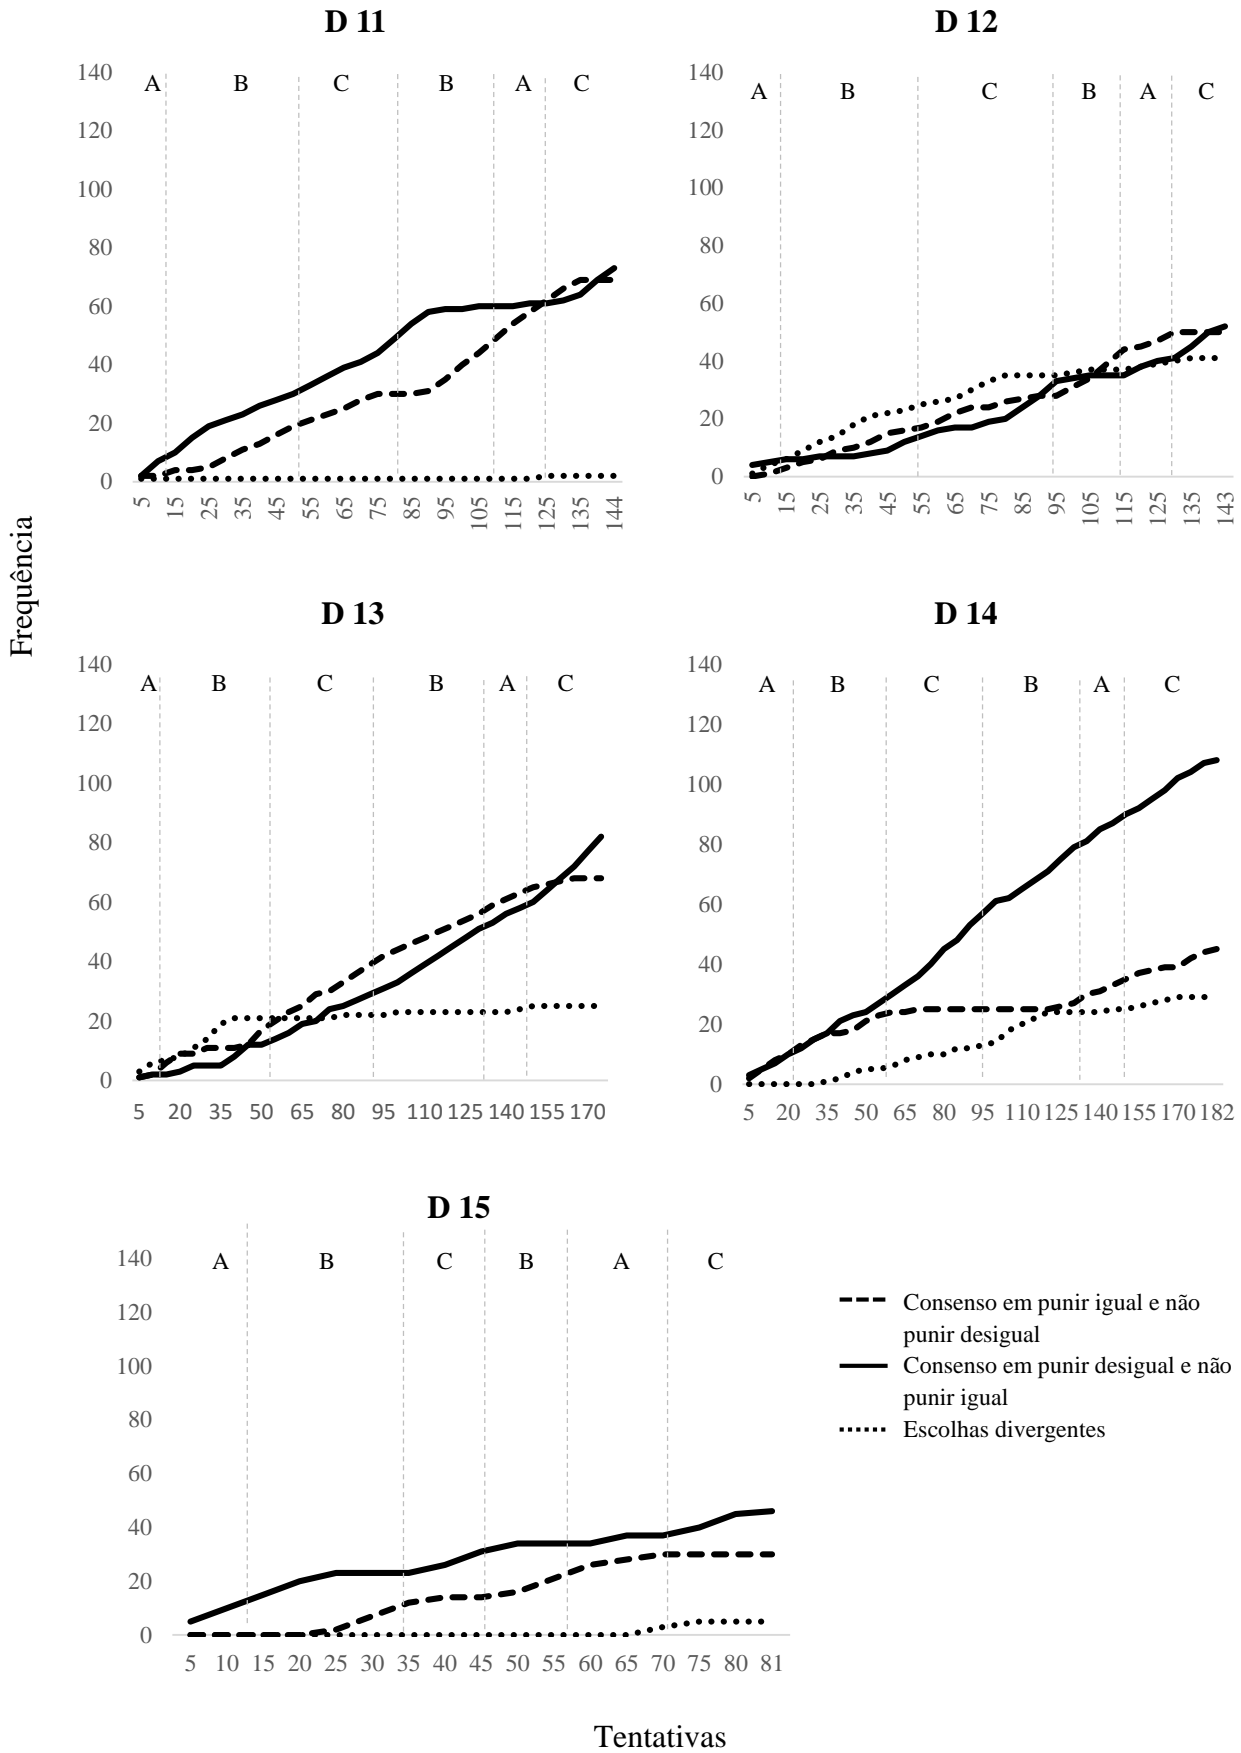 D 11
A B C B A C
140
120
100
80
60
40
20
0
5 15 25 35 45 55 65 75 85 95 105 115 125 135 144
D 12
A B C B A C
140
120
100
80
60
40
20
0
5 15 25 35 45 55 65 75 85 95 105 115 125 135 143
Frequência
D 13
A B C B A C
140
120
100
80
60
40
20
0
5 20 35 50 65 80 95 110 125 140 155 170
D 14
A B C B A C
140
120
100
80
60
40
20
0
5 20 35 50 65 80 95 110 125 140 155 170 182
D 15
A B C B A C
140
120
100
80
60
40
20
0
5 10 15 20 25 30 35 40 45 50 55 60 65 70 75 80 81
Consenso em punir igual e não
punir desigual
Consenso em punir desigual e não
punir igual
Escolhas divergentes
Tentativas